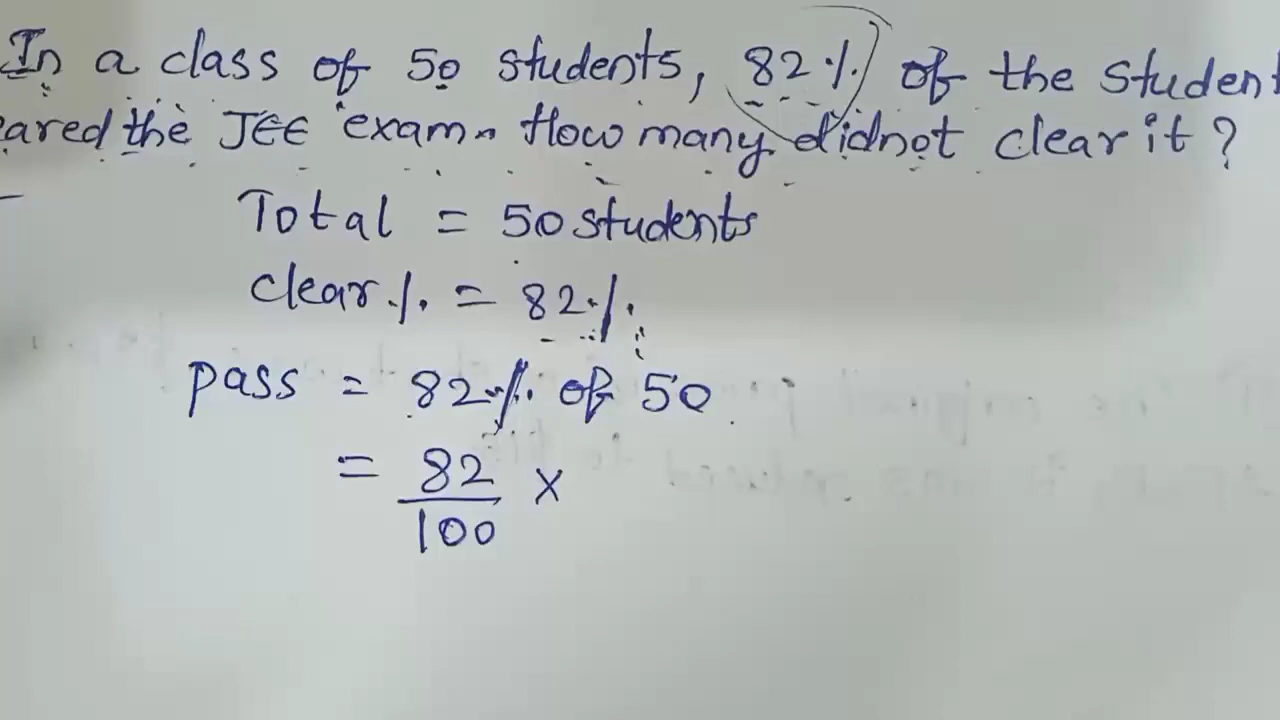 In a class of 50 students, 82% of the Student
ared the JEE exam. How many didnot clear it?
Total = 50 students
clear% = 82%
pass = 82% of 50
= 82/100 ×